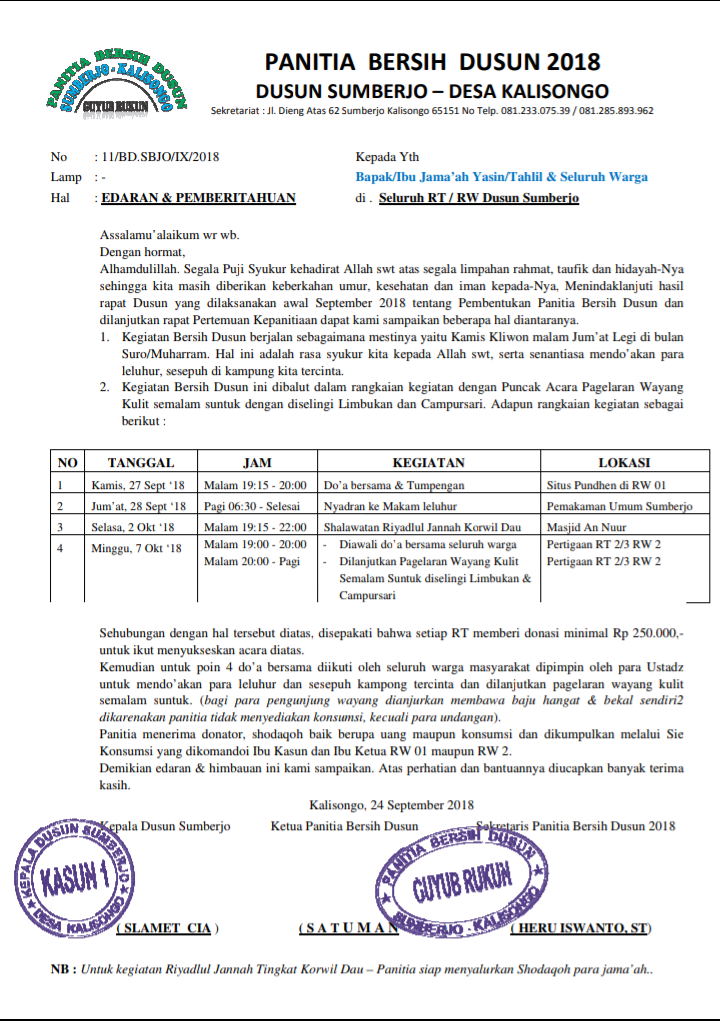 PANITIA BERSIH DUSUN
SUMBERJO - KALISONGO
GUYUB RUKUN
PANITIA BERSIH DUSUN 2018
DUSUN SUMBERJO – DESA KALISONGO
Sekretariat : Jl. Dieng Atas 62 Sumberjo Kalisongo 65151 No Telp. 081.233.075.39 / 081.285.893.962
No : 11/BD.SBJO/IX/2018
Lamp : -
Hal : EDARAN & PEMBERITAHUAN
Kepada Yth
Bapak/Ibu Jama’ah Yasin/Tahlil & Seluruh Warga
di . Seluruh RT / RW Dusun Sumberjo
Assalamu’alaikum wr wb.
Dengan hormat,
Alhamdulillah. Segala Puji Syukur kehadirat Allah swt atas segala limpahan rahmat, taufik dan hidayah-Nya
sehingga kita masih diberikan keberkahan umur, kesehatan dan iman kepada-Nya, Menindaklanjuti hasil
rapat Dusun yang dilaksanakan awal September 2018 tentang Pembentukan Panitia Bersih Dusun dan
dilanjutkan rapat Pertemuan Kepanitiaan dapat kami sampaikan beberapa hal diantaranya.
1. Kegiatan Bersih Dusun berjalan sebagaimana mestinya yaitu Kamis Kliwon malam Jum’at Legi di bulan
Suro/Muharram. Hal ini adalah rasa syukur kita kepada Allah swt, serta senantiasa mendo’akan para
leluhur, sesepuh di kampung kita tercinta.
2. Kegiatan Bersih Dusun ini dibalut dalam rangkaian kegiatan dengan Puncak Acara Pagelaran Wayang
Kulit semalam suntuk dengan diselingi Limbukan dan Campursari. Adapun rangkaian kegiatan sebagai
berikut :
NO TANGGAL JAM KEGIATAN LOKASI
1 Kamis, 27 Sept ‘18 Malam 19:15 - 20:00 Do’a bersama & Tumpengan Situs Pundhen di RW 01
2 Jum’at, 28 Sept ‘18 Pagi 06:30 - Selesai Nyadran ke Makam leluhur Pemakaman Umum Sumberjo
3 Selasa, 2 Okt ‘18 Malam 19:15 - 22:00 Shalawatan Riyadlul Jannah Korwil Dau Masjid An Nuur
4 Minggu, 7 Okt ‘18 Malam 19:00 - 20:00 - Diawali do’a bersama seluruh warga Pertigaan RT 2/3 RW 2
Malam 20:00 - Pagi - Dilanjutkan Pagelaran Wayang Kulit Pertigaan RT 2/3 RW 2
Semalam Suntuk diselingi Limbukan &
Campursari
Sehubungan dengan hal tersebut diatas, disepakati bahwa setiap RT memberi donasi minimal Rp 250.000,-
untuk ikut menyukseskan acara diatas.
Kemudian untuk poin 4 do’a bersama diikuti oleh seluruh warga masyarakat dipimpin oleh para Ustadz
untuk mendo’akan para leluhur dan sesepuh kampong tercinta dan dilanjutkan pagelaran wayang kulit
semalam suntuk. (bagi para pengunjung wayang dianjurkan membawa baju hangat & bekal sendiri2
dikarenakan panitia tidak menyediakan konsumsi, kecuali para undangan).
Panitia menerima donator, shodaqoh baik berupa uang maupun konsumsi dan dikumpulkan melalui Sie
Konsumsi yang dikomandoi Ibu Kasun dan Ibu Ketua RW 01 maupun RW 2.
Demikian edaran & himbauan ini kami sampaikan. Atas perhatian dan bantuannya diucapkan banyak terima
kasih.
Kalisongo, 24 September 2018
Kepala Dusun Sumberjo Ketua Panitia Bersih Dusun Sekretaris Panitia Bersih Dusun 2018
KEPALA DUSUN SUMBERJO
KASUN 1
DESA KALISONGO
PANITIA BERSIH DUSUN
GUYUB RUKUN
SUMBERJO - KALISONGO
( SLAMET CIA ) ( S A T U M A N ( HERU ISWANTO, ST)
NB : Untuk kegiatan Riyadlul Jannah Tingkat Korwil Dau – Panitia siap menyalurkan Shodaqoh para jema’ah..